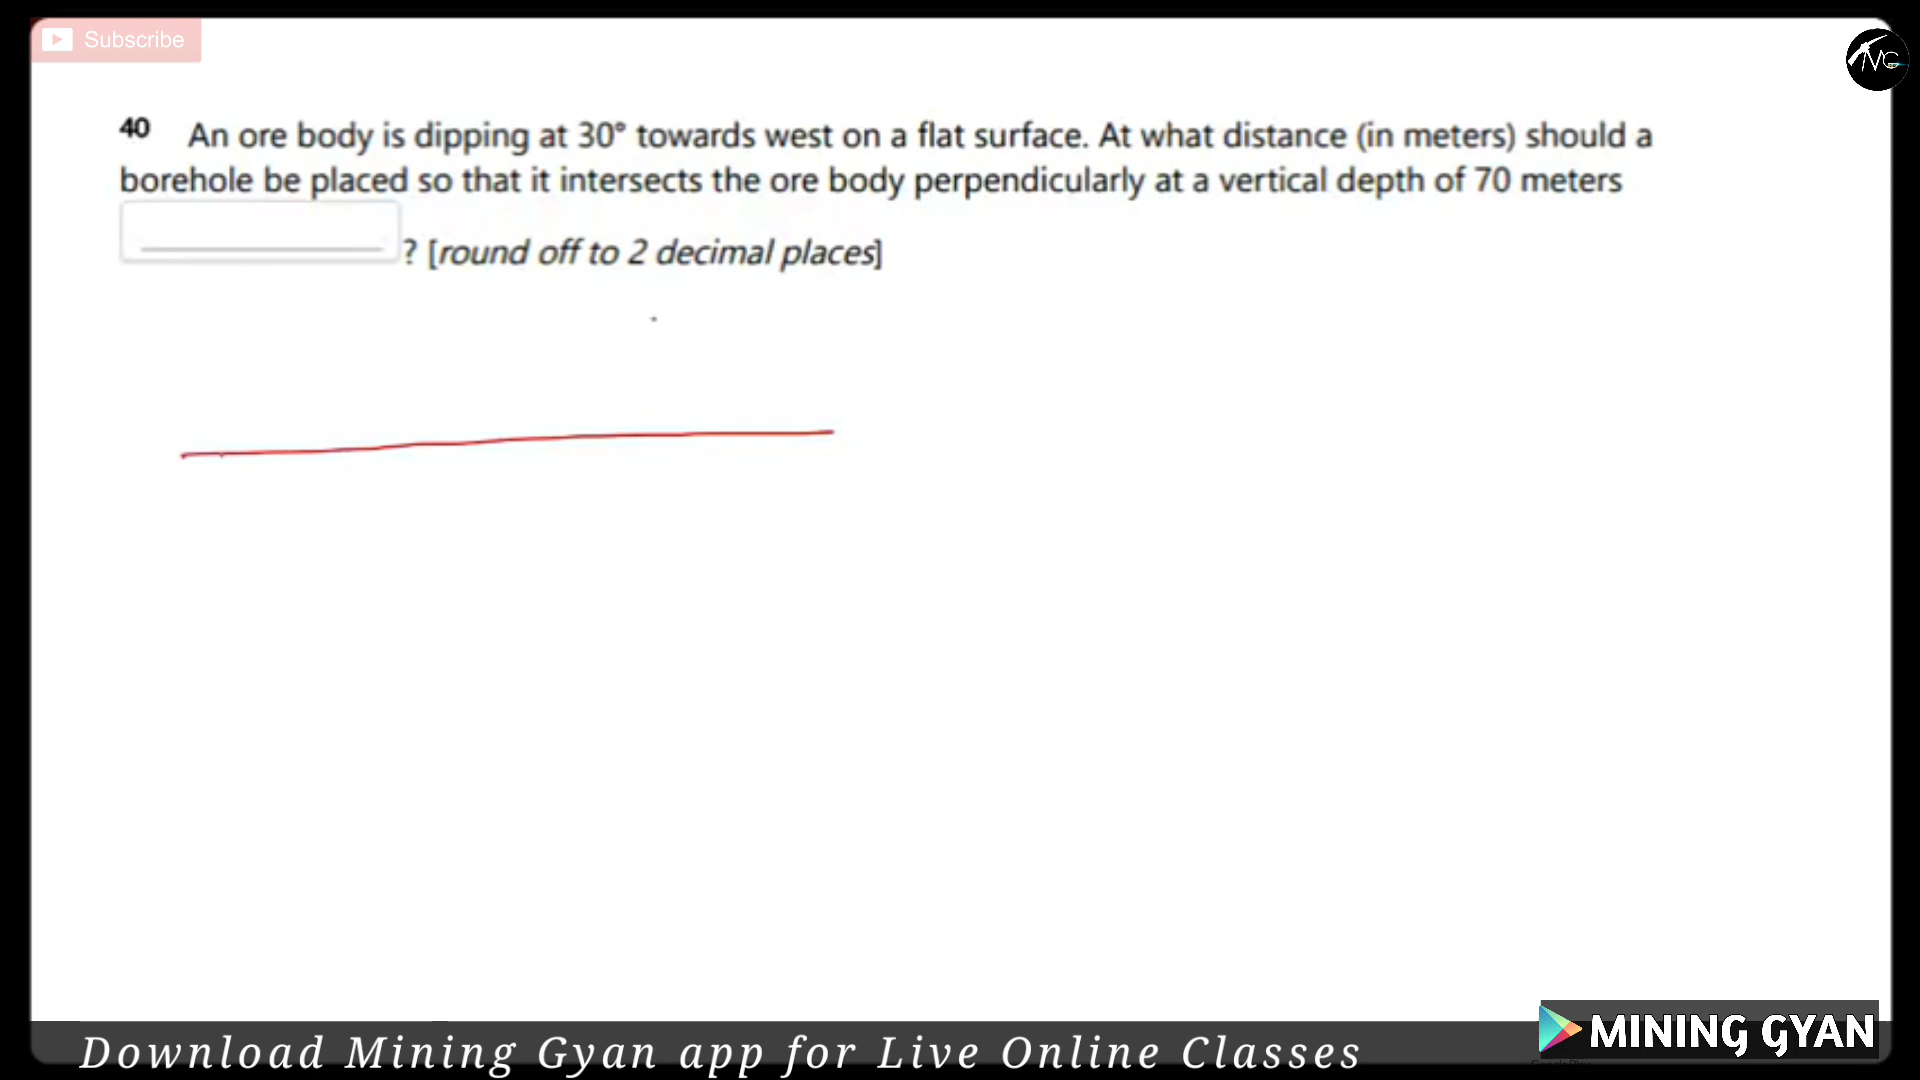 Subscribe
40 An ore body is dipping at 30° towards west on a flat surface. At what distance (in meters) should a
borehole be placed so that it intersects the ore body perpendicularly at a vertical depth of 70 meters
? [round off to 2 decimal places]
MINING GYAN
Download Mining Gyan app for Live Online Classes